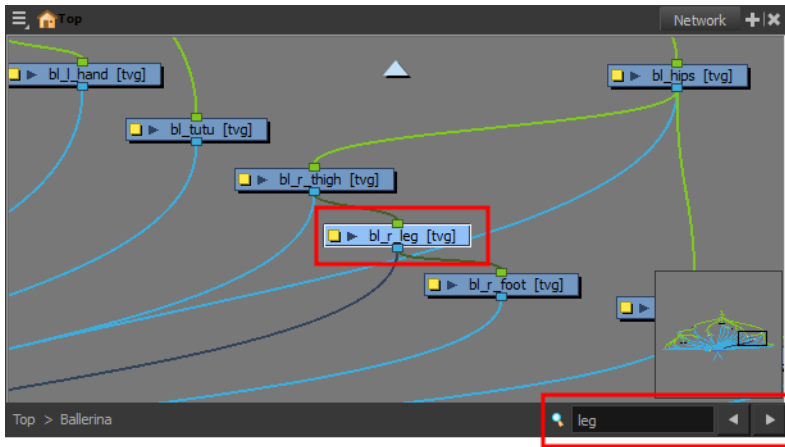 Top
Network
bl_l_hand [tvg]
bl_hips [tvg]
bl_tutu [tvg]
bl_r_thigh [tvg]
bl_r_leg [tvg]
bl_r_foot [tvg]
Top > Ballerina
leg